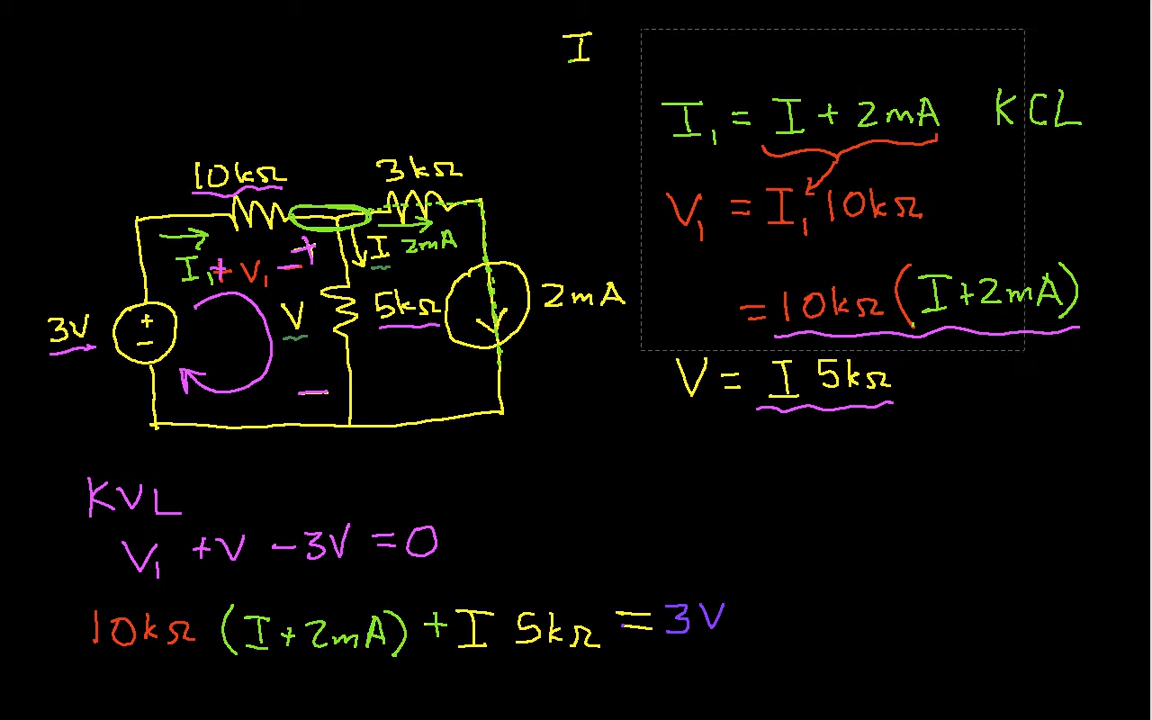 I
I₁ = I + 2mA KCL
10kΩ 3kΩ
V₁ = I₁ 10kΩ
I 2mA
I₁ + V₁ − +
= 10kΩ (I+2mA)
3V + − V 5kΩ 2mA
V = I 5kΩ
−
KVL
V₁ + V − 3V = 0
10kΩ (I+2mA) + I 5kΩ = 3V